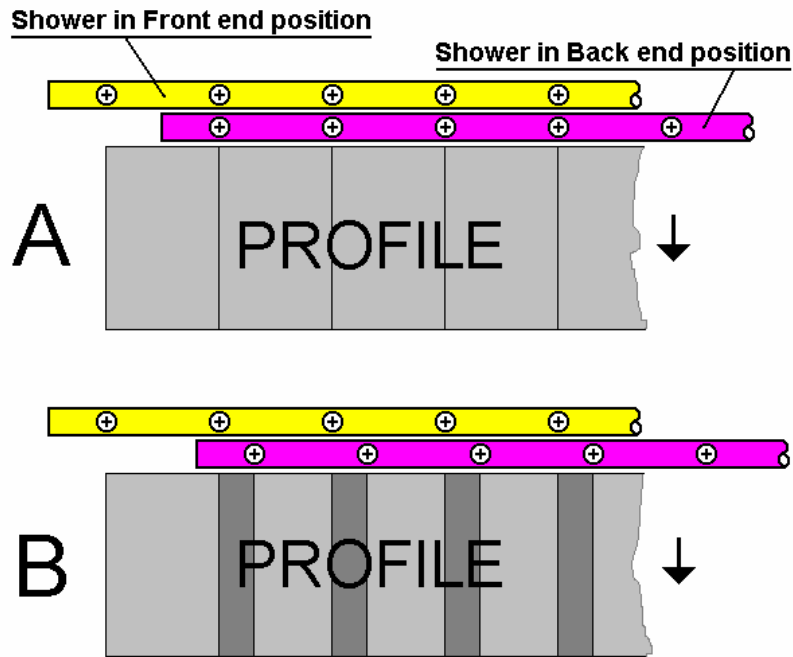 Shower in Front end position
Shower in Back end position
A
PROFILE
B
PROFILE